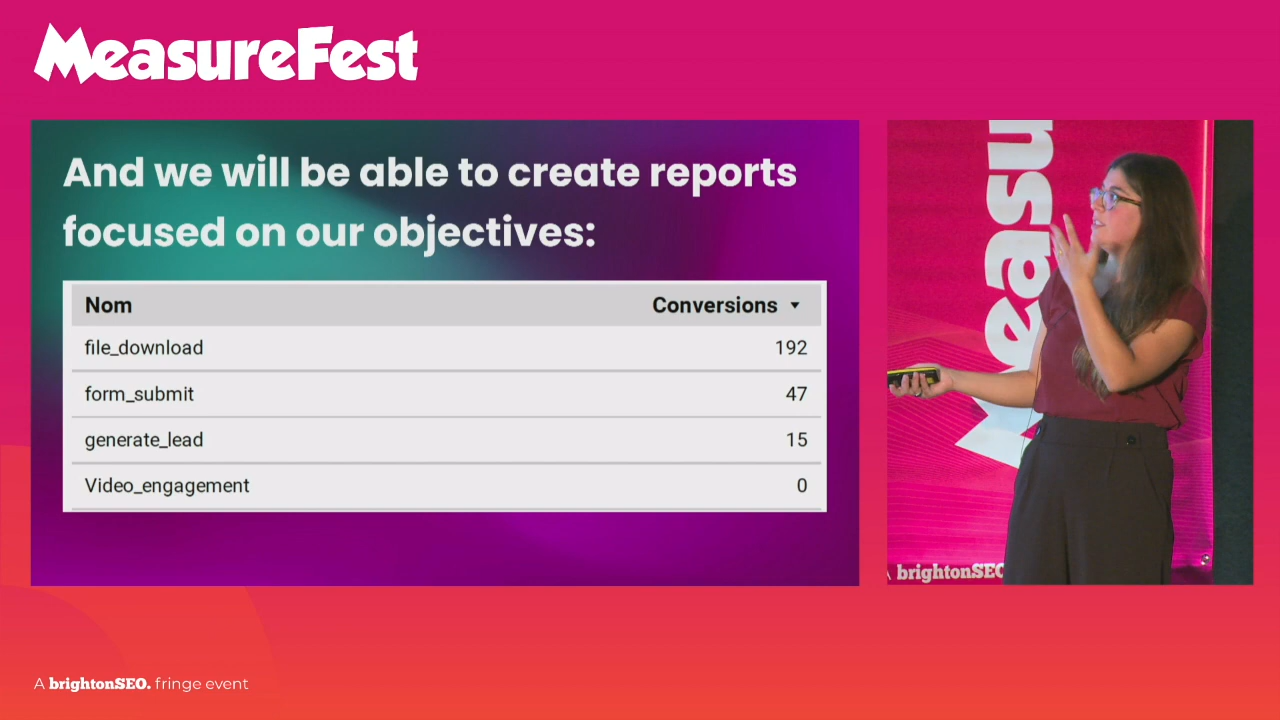 MeasureFest
And we will be able to create reports
focused on our objectives:
Nom Conversions
file_download 192
form_submit 47
generate_lead 15
Video_engagement 0
Measu
brightonSEO
A brightonSEO. fringe event